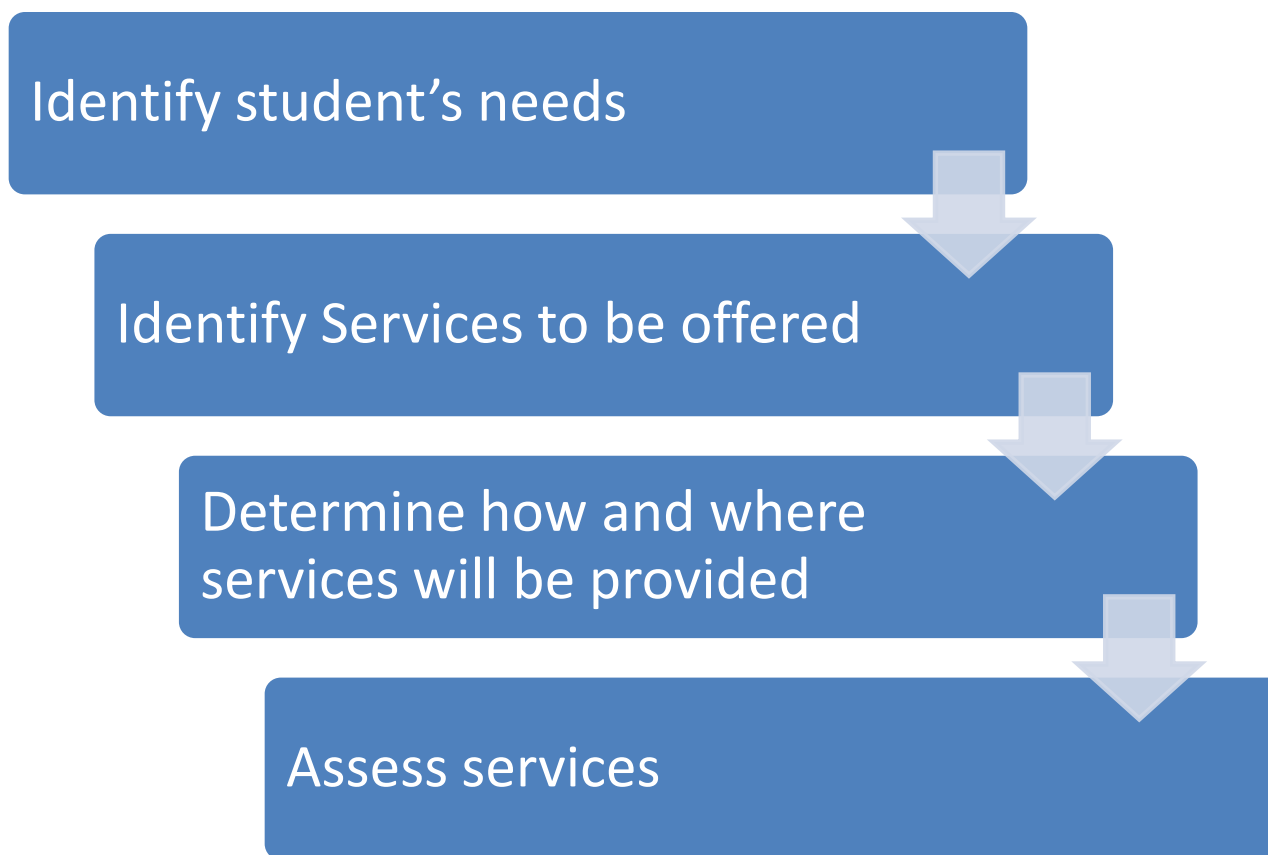 Identify student’s needs
Identify Services to be offered
Determine how and where
services will be provided
Assess services